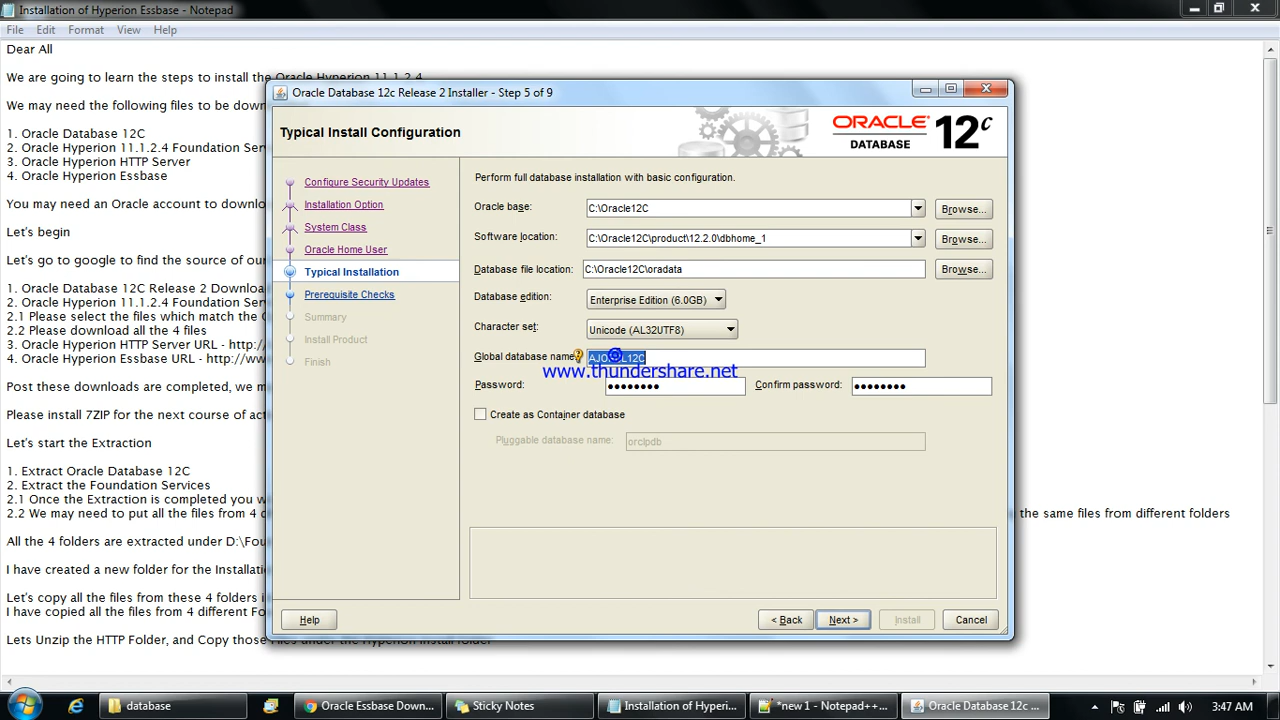 Installation of Hyperion Essbase - Notepad
File Edit Format View Help
Dear All
We are going to learn the steps to install the Oracle Hyperion 11.1.2.4
We may need the following files to be down
1. Oracle Database 12C
2. Oracle Hyperion 11.1.2.4 Foundation Ser
3. Oracle Hyperion HTTP Server
4. Oracle Hyperion Essbase
You may need an Oracle account to downlo
Let's begin
Let's go to google to find the source of our
1. Oracle Database 12C Release 2 Downloa
2. Oracle Hyperion 11.1.2.4 Foundation Ser
2.1 Please select the files which match the O
2.2 Please download all the 4 files
3. Oracle Hyperion HTTP Server URL - http:
4. Oracle Hyperion Essbase URL - http://ww
Post these downloads are completed, we m
Please install 7ZIP for the next course of act
Let's start the Extraction
1. Extract Oracle Database 12C
2. Extract the Foundation Services
2.1 Once the Extraction is completed you w
2.2 We may need to put all the files from 4 d
the same files from different folders
All the 4 folders are extracted under D:\Fou
I have created a new folder for the Installatio
Let's copy all the files from these 4 folders i
I have copied all the files from 4 different Fo
Lets Unzip the HTTP Folder, and Copy those Files under the Hyperion Install folder
Oracle Database 12c Release 2 Installer - Step 5 of 9
Typical Install Configuration
ORACLE DATABASE 12c
Configure Security Updates
Installation Option
System Class
Oracle Home User
Typical Installation
Prerequisite Checks
Summary
Install Product
Finish
Perform full database installation with basic configuration.
Oracle base: C:\Oracle12C Browse...
Software location: C:\Oracle12C\product\12.2.0\dbhome_1 Browse...
Database file location: C:\Oracle12C\oradata Browse...
Database edition: Enterprise Edition (6.0GB)
Character set: Unicode (AL32UTF8)
Global database name
www.thundershare.net
Password: •••••••• Confirm password: ••••••••
Create as Container database
Pluggable database name: orclpdb
Help < Back Next > Install Cancel
database Oracle Essbase Down... Sticky Notes Installation of Hyperi... *new 1 - Notepad++... Oracle Database 12c ... 3:47 AM